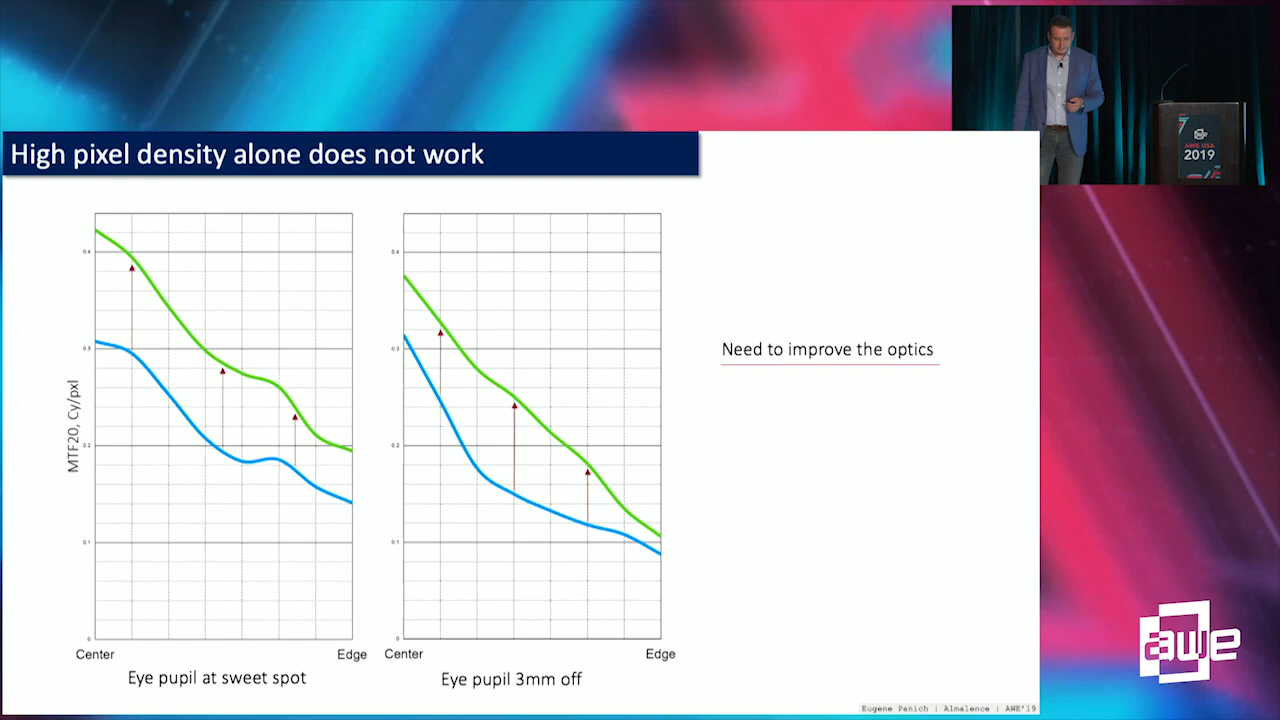 High pixel density alone does not work
AWE USA
2019
0.4
0.3
0.2
0.1
0
MTF20, Cy/pxl
Center
Edge
Eye pupil at sweet spot
0.4
0.3
0.2
0.1
0
Center
Edge
Eye pupil 3mm off
Need to improve the optics
awe
Eugene Panich | Almalence | AWE'19